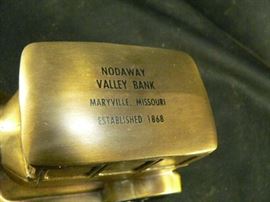 NODAWAY
VALLEY BANK
MARYVILLE, MISSOURI
ESTABLISHED 1868